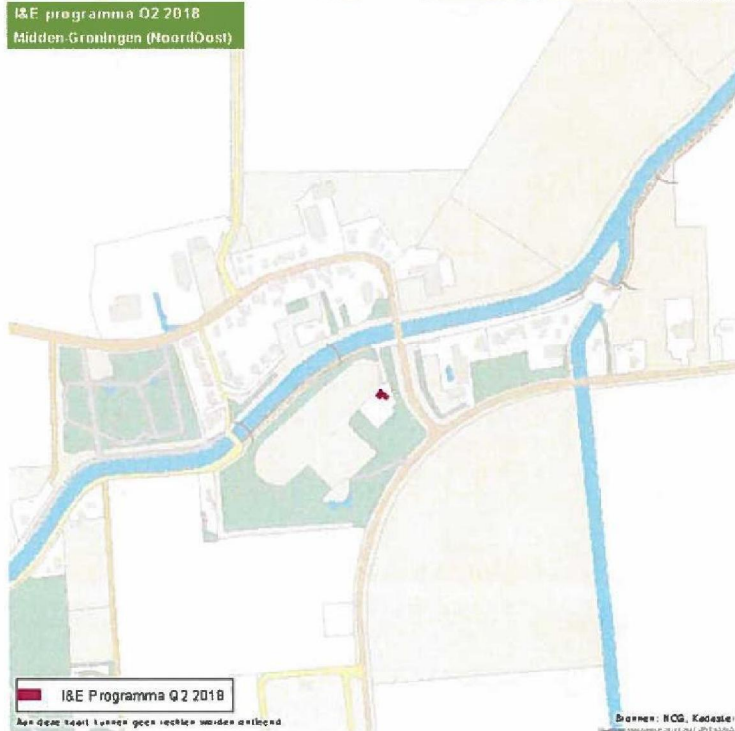 I&E programma Q2 2018
Midden-Groningen (NoordOost)
I&E Programma Q2 2018
Aan deze kaart kunnen geen rechten worden ontleend
Bronnen: NCG, Kadaster